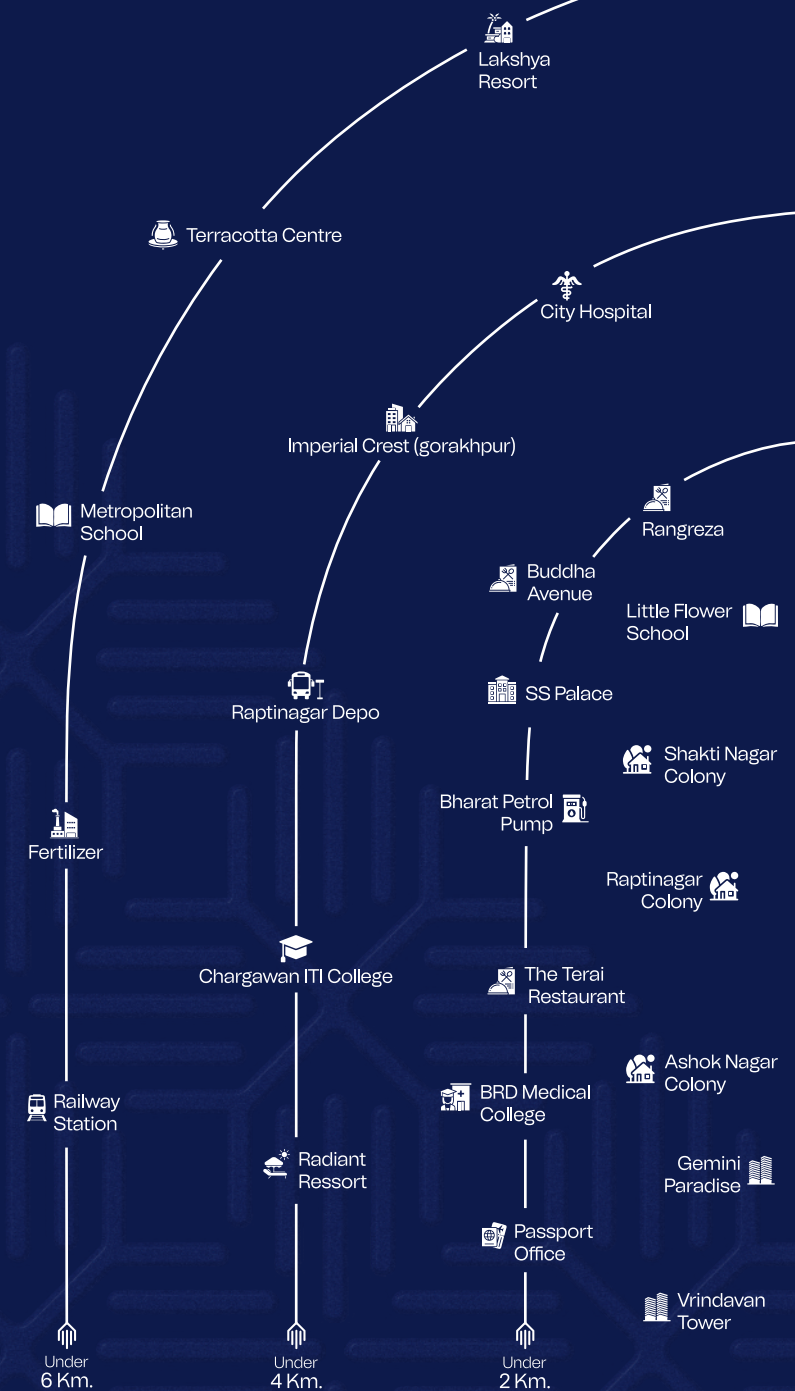 Lakshya
Resort
Terracotta Centre
City Hospital
Imperial Crest (gorakhpur)
Metropolitan
School
Rangreza
Buddha
Avenue
Little Flower
School
SS Palace
Raptinagar Depo
Shakti Nagar
Colony
Bharat Petrol
Pump
Fertilizer
Raptinagar
Colony
Chargawan ITI College
The Terai
Restaurant
Ashok Nagar
Colony
BRD Medical
College
Railway
Station
Radiant
Ressort
Gemini
Paradise
Passport
Office
Vrindavan
Tower
Under
6 Km.
Under
4 Km.
Under
2 Km.